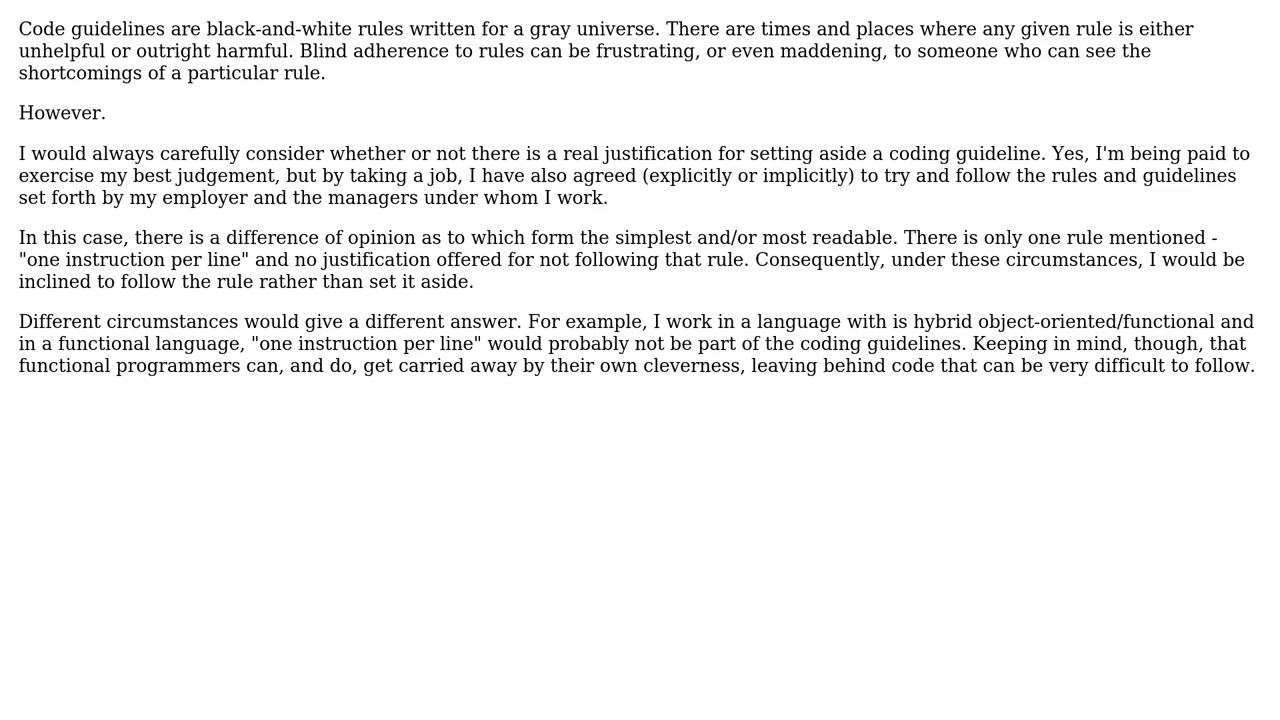 Code guidelines are black-and-white rules written for a gray universe. There are times and places where any given rule is either
unhelpful or outright harmful. Blind adherence to rules can be frustrating, or even maddening, to someone who can see the
shortcomings of a particular rule.
However.
I would always carefully consider whether or not there is a real justification for setting aside a coding guideline. Yes, I'm being paid to
exercise my best judgement, but by taking a job, I have also agreed (explicitly or implicitly) to try and follow the rules and guidelines
set forth by my employer and the managers under whom I work.
In this case, there is a difference of opinion as to which form the simplest and/or most readable. There is only one rule mentioned -
"one instruction per line" and no justification offered for not following that rule. Consequently, under these circumstances, I would be
inclined to follow the rule rather than set it aside.
Different circumstances would give a different answer. For example, I work in a language with is hybrid object-oriented/functional and
in a functional language, "one instruction per line" would probably not be part of the coding guidelines. Keeping in mind, though, that
functional programmers can, and do, get carried away by their own cleverness, leaving behind code that can be very difficult to follow.